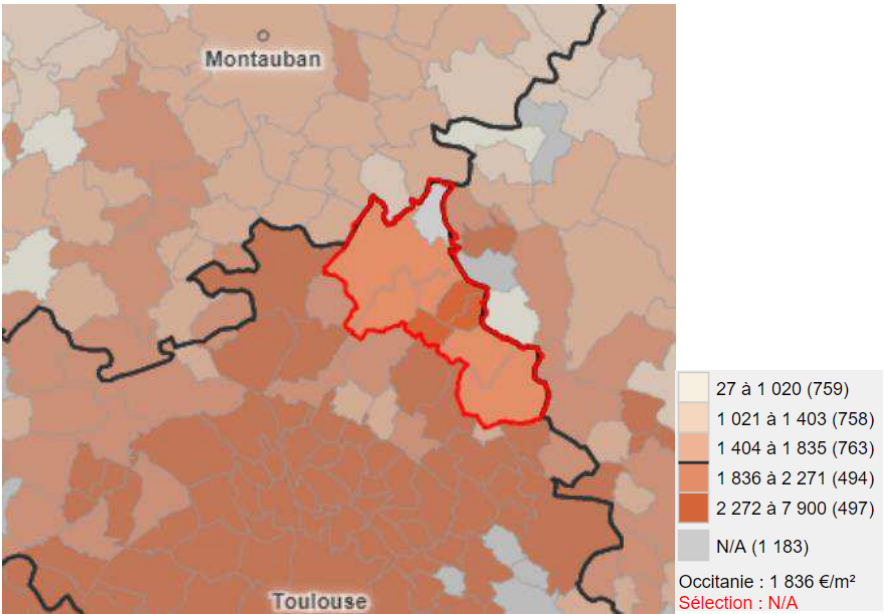 Montauban
27 à 1 020 (759)
1 021 à 1 403 (758)
1 404 à 1 835 (763)
1 836 à 2 271 (494)
2 272 à 7 900 (497)
N/A (1 183)
Occitanie : 1 836 €/m²
Sélection : N/A
Toulouse